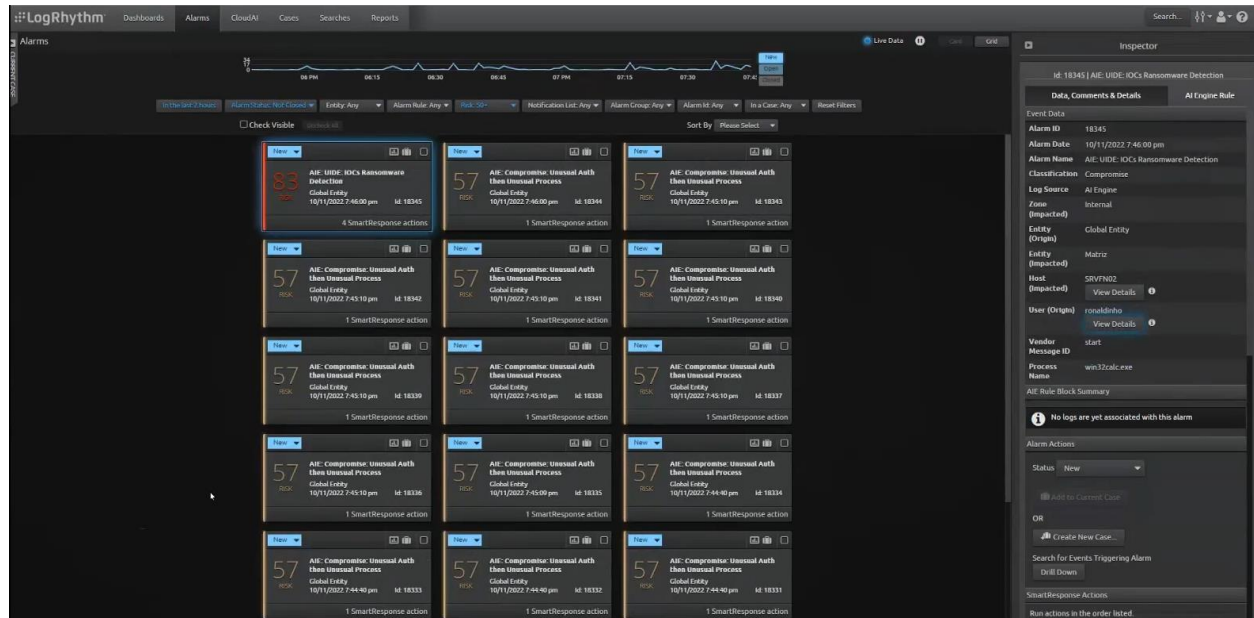 LogRhythm Dashboards Alarms CloudAI Cases Searches Reports Search...
CURRENT CASE
Alarms
Live Data Card Grid
34
17
0
06 PM 06:15 06:30 06:45 07 PM 07:15 07:30 07:45
New
Open
Closed
In the last 2 hours Alarm Status: Not Closed Entity: Any Alarm Rule: Any Risk: 50+ Notification List: Any Alarm Group: Any Alarm Id: Any In a Case: Any Reset Filters
Check Visible Uncheck All Sort By Please Select
New
83
RISK
AIE: UIDE: IOCs Ransomware
Detection
Global Entity
10/11/2022 7:46:00 pm Id: 18345
4 SmartResponse actions
New
57
RISK
AIE: Compromise: Unusual Auth
then Unusual Process
Global Entity
10/11/2022 7:46:00 pm Id: 18344
1 SmartResponse action
New
57
RISK
AIE: Compromise: Unusual Auth
then Unusual Process
Global Entity
10/11/2022 7:45:10 pm Id: 18343
1 SmartResponse action
New
57
RISK
AIE: Compromise: Unusual Auth
then Unusual Process
Global Entity
10/11/2022 7:45:10 pm Id: 18342
1 SmartResponse action
New
57
RISK
AIE: Compromise: Unusual Auth
then Unusual Process
Global Entity
10/11/2022 7:45:10 pm Id: 18341
1 SmartResponse action
New
57
RISK
AIE: Compromise: Unusual Auth
then Unusual Process
Global Entity
10/11/2022 7:45:10 pm Id: 18340
1 SmartResponse action
New
57
RISK
AIE: Compromise: Unusual Auth
then Unusual Process
Global Entity
10/11/2022 7:45:10 pm Id: 18339
1 SmartResponse action
New
57
RISK
AIE: Compromise: Unusual Auth
then Unusual Process
Global Entity
10/11/2022 7:45:10 pm Id: 18338
1 SmartResponse action
New
57
RISK
AIE: Compromise: Unusual Auth
then Unusual Process
Global Entity
10/11/2022 7:45:10 pm Id: 18337
1 SmartResponse action
New
57
RISK
AIE: Compromise: Unusual Auth
then Unusual Process
Global Entity
10/11/2022 7:45:10 pm Id: 18336
1 SmartResponse action
New
57
RISK
AIE: Compromise: Unusual Auth
then Unusual Process
Global Entity
10/11/2022 7:45:09 pm Id: 18335
1 SmartResponse action
New
57
RISK
AIE: Compromise: Unusual Auth
then Unusual Process
Global Entity
10/11/2022 7:44:40 pm Id: 18334
1 SmartResponse action
New
57
RISK
AIE: Compromise: Unusual Auth
then Unusual Process
Global Entity
10/11/2022 7:44:40 pm Id: 18333
1 SmartResponse action
New
57
RISK
AIE: Compromise: Unusual Auth
then Unusual Process
Global Entity
10/11/2022 7:44:40 pm Id: 18332
1 SmartResponse action
New
57
RISK
AIE: Compromise: Unusual Auth
then Unusual Process
Global Entity
10/11/2022 7:44:40 pm Id: 18331
1 SmartResponse action
Inspector
Id: 18345 | AIE: UIDE: IOCs Ransomware Detection
Data, Comments & Details AI Engine Rule
Event Data
Alarm ID 18345
Alarm Date 10/11/2022 7:46:00 pm
Alarm Name AIE: UIDE: IOCs Ransomware Detection
Classification Compromise
Log Source AI Engine
Zone Internal
(Impacted)
Entity Global Entity
(Origin)
Entity Matriz
(Impacted)
Host SRVFN02
(Impacted) View Details
User (Origin) ronaldinho
View Details
Vendor start
Message ID
Process win32calc.exe
Name
AIE Rule Block Summary
No logs are yet associated with this alarm
Alarm Actions
Status New
Add to Current Case
OR
Create New Case...
Search for Events Triggering Alarm
Drill Down
SmartResponse Actions
Run actions in the order listed.